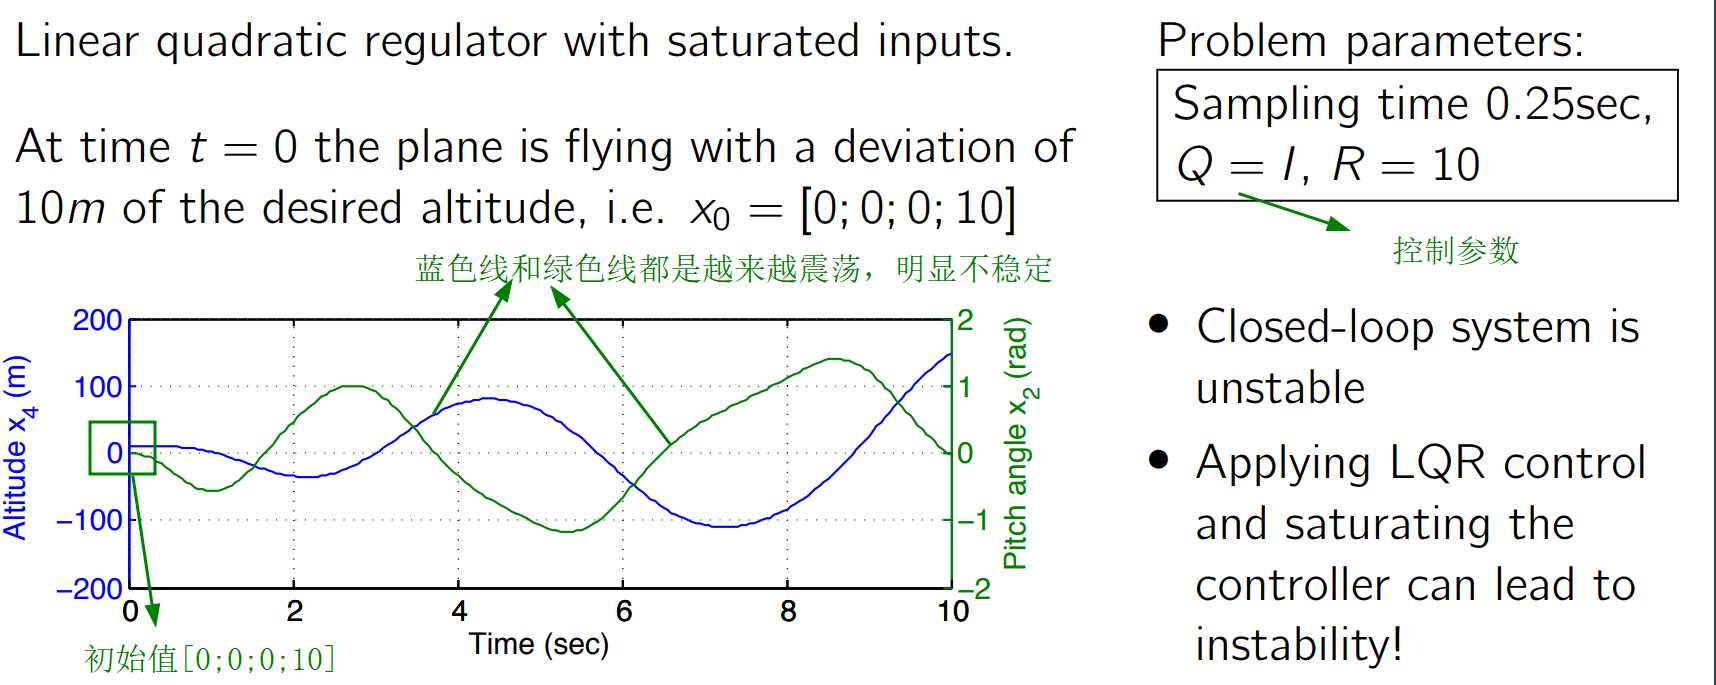 Linear quadratic regulator with saturated inputs.
At time t = 0 the plane is flying with a deviation of
10m of the desired altitude, i.e. x₀ = [0; 0; 0; 10]
蓝色线和绿色线都是越来越震荡，明显不稳定
200
100
0
−100
−200
Altitude x₄ (m)
2
1
0
−1
−2
Pitch angle x₂ (rad)
0 2 4 6 8 10
Time (sec)
初始值[0;0;0;10]
Problem parameters:
Sampling time 0.25sec,
Q = I, R = 10
控制参数
• Closed-loop system is
unstable
• Applying LQR control
and saturating the
controller can lead to
instability!